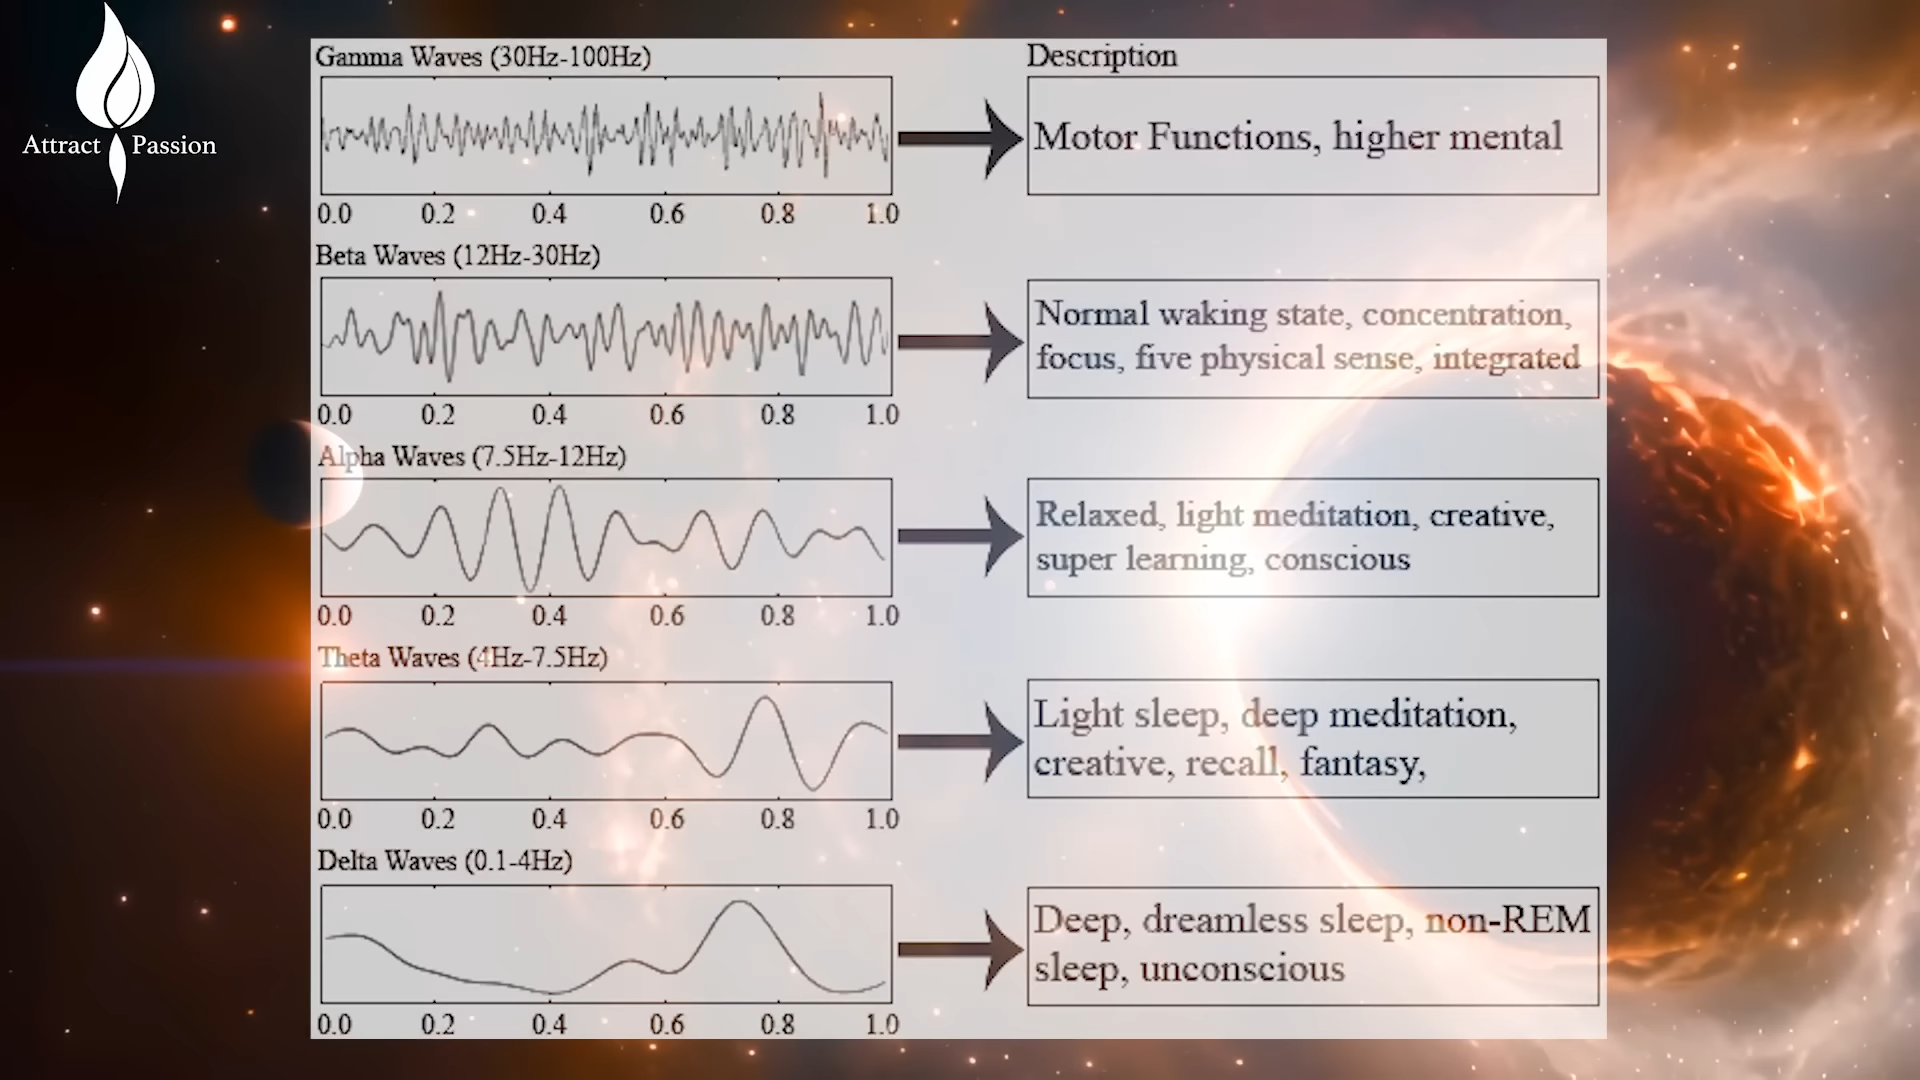 Attract Passion
Gamma Waves (30Hz-100Hz)
Description
Motor Functions, higher mental
0.0 0.2 0.4 0.6 0.8 1.0
Beta Waves (12Hz-30Hz)
Normal waking state, concentration,
focus, five physical sense, integrated
0.0 0.2 0.4 0.6 0.8 1.0
Alpha Waves (7.5Hz-12Hz)
Relaxed, light meditation, creative,
super learning, conscious
0.0 0.2 0.4 0.6 0.8 1.0
Theta Waves (4Hz-7.5Hz)
Light sleep, deep meditation,
creative, recall, fantasy,
0.0 0.2 0.4 0.6 0.8 1.0
Delta Waves (0.1-4Hz)
Deep, dreamless sleep, non-REM
sleep, unconscious
0.0 0.2 0.4 0.6 0.8 1.0